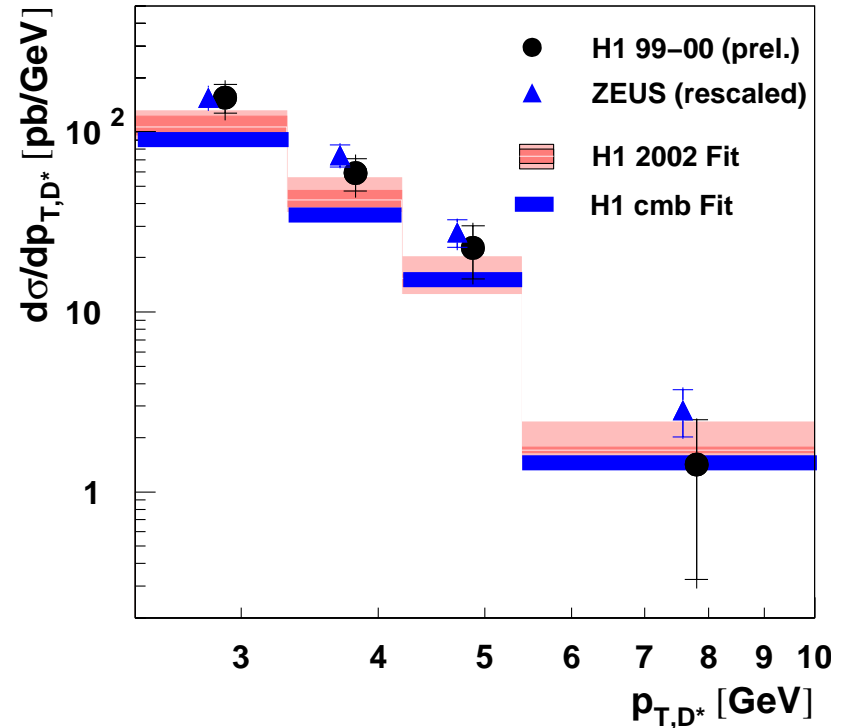 dσ/dp_T,D* [pb/GeV]
H1 99−00 (prel.)
ZEUS (rescaled)
H1 2002 Fit
H1 cmb Fit
10 2
10
1
3 4 5 6 7 8 9 10
p_T,D* [GeV]